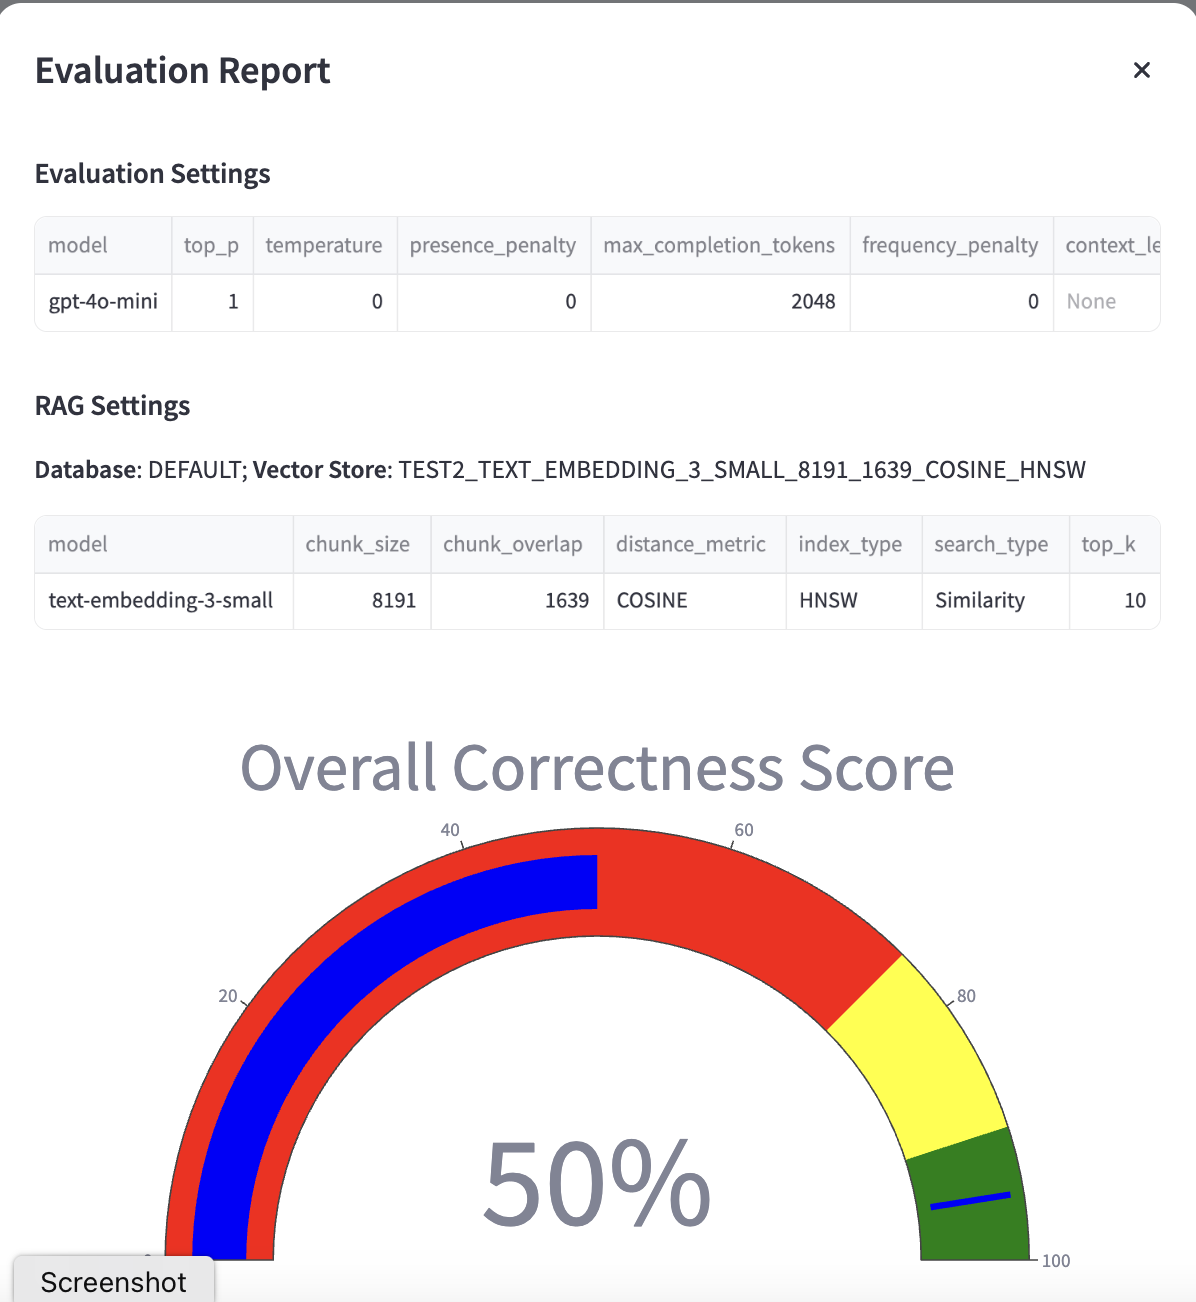 Evaluation Report
Evaluation Settings
model top_p temperature presence_penalty max_completion_tokens frequency_penalty context_le
gpt-4o-mini 1 0 0 2048 0 None
RAG Settings
Database: DEFAULT; Vector Store: TEST2_TEXT_EMBEDDING_3_SMALL_8191_1639_COSINE_HNSW
model chunk_size chunk_overlap distance_metric index_type search_type top_k
text-embedding-3-small 8191 1639 COSINE HNSW Similarity 10
Overall Correctness Score
40 60
20 80
50%
100
Screenshot